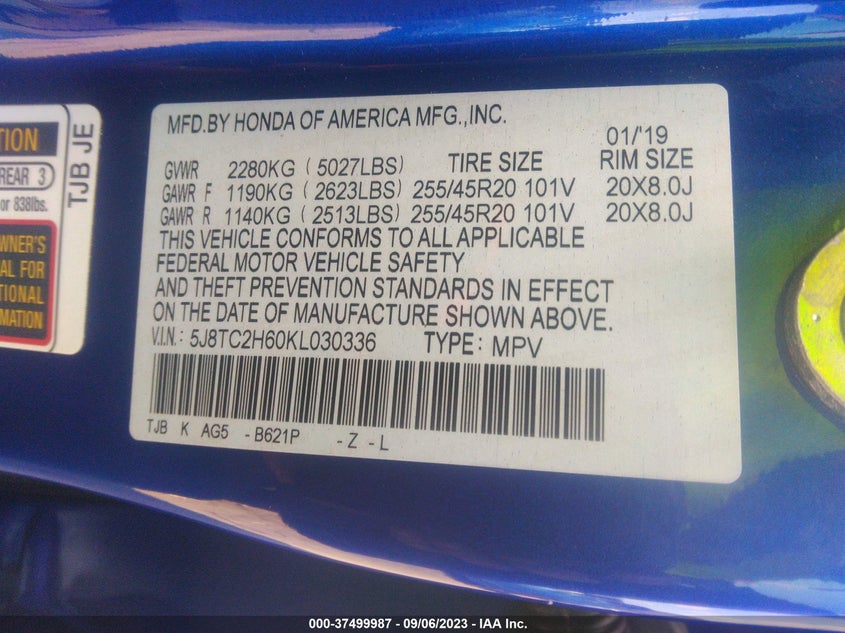 TION
REAR 3
or 838lbs.
WNER'S
AL FOR
TIONAL
RMATION
TJB JE
MFD.BY HONDA OF AMERICA MFG.,INC.
01/'19
GVWR 2280KG (5027LBS) TIRE SIZE RIM SIZE
GAWR F 1190KG (2623LBS) 255/45R20 101V 20X8.0J
GAWR R 1140KG (2513LBS) 255/45R20 101V 20X8.0J
THIS VEHICLE CONFORMS TO ALL APPLICABLE
FEDERAL MOTOR VEHICLE SAFETY
AND THEFT PREVENTION STANDARDS IN EFFECT
ON THE DATE OF MANUFACTURE SHOWN ABOVE.
V.I.N: 5J8TC2H60KL030336 TYPE: MPV
TJB K AG5 -B621P -Z -L
000-37499987 - 09/06/2023 - IAA Inc.